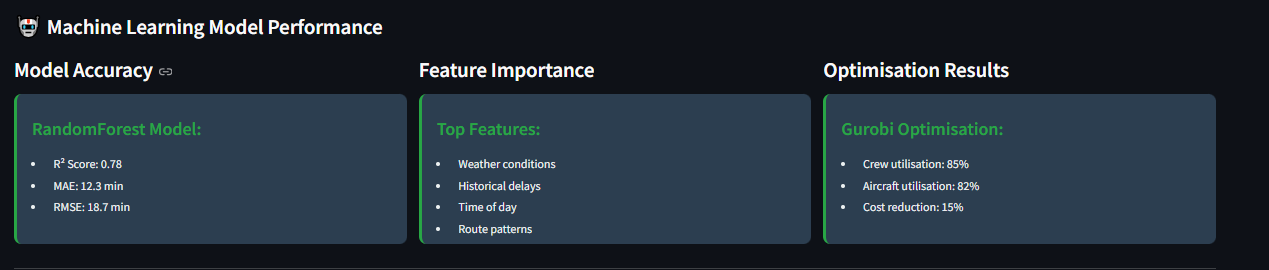 Machine Learning Model Performance
Model Accuracy
RandomForest Model:
R² Score: 0.78
MAE: 12.3 min
RMSE: 18.7 min
Feature Importance
Top Features:
Weather conditions
Historical delays
Time of day
Route patterns
Optimisation Results
Gurobi Optimisation:
Crew utilisation: 85%
Aircraft utilisation: 82%
Cost reduction: 15%